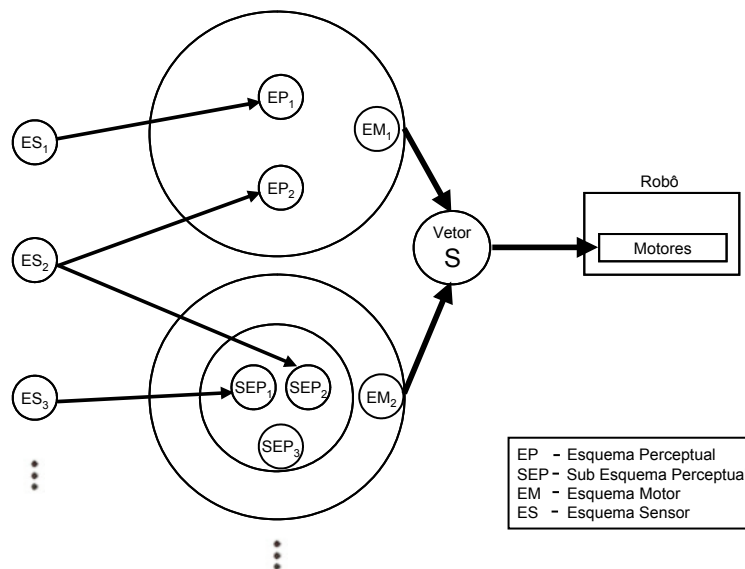 EP1
ES1
EM1
EP2
Robô
Vetor
S
Motores
ES2
SEP1
SEP2
ES3
EM2
SEP3
EP - Esquema Perceptual
SEP - Sub Esquema Perceptua
EM - Esquema Motor
ES - Esquema Sensor